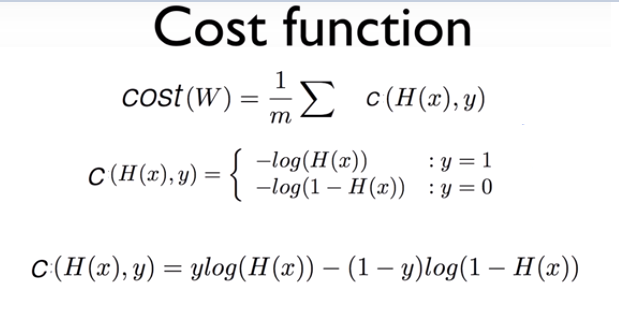 Cost function
cost(W) = 1/m ∑ c(H(x), y)
C(H(x), y) = { −log(H(x)) : y = 1
−log(1 − H(x)) : y = 0
C:(H(x), y) = ylog(H(x)) − (1 − y)log(1 − H(x))